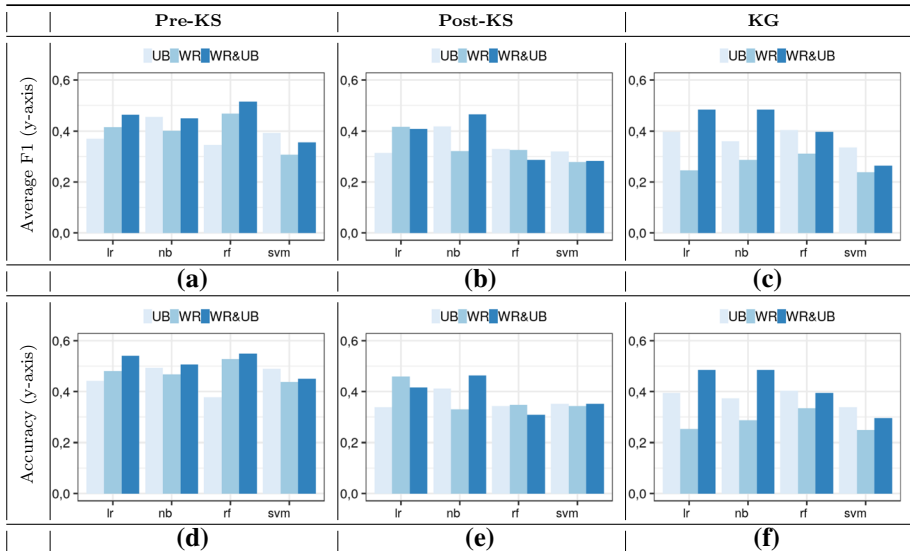 Pre-KS Post-KS KG
Average F1 (y-axis)
UB WR WR&UB
0,6
0,4
0,2
0,0
lr nb rf svm
(a)
UB WR WR&UB
0,6
0,4
0,2
0,0
lr nb rf svm
(b)
UB WR WR&UB
0,6
0,4
0,2
0,0
lr nb rf svm
(c)
Accuracy (y-axis)
UB WR WR&UB
0,6
0,4
0,2
0,0
lr nb rf svm
(d)
UB WR WR&UB
0,6
0,4
0,2
0,0
lr nb rf svm
(e)
UB WR WR&UB
0,6
0,4
0,2
0,0
lr nb rf svm
(f)